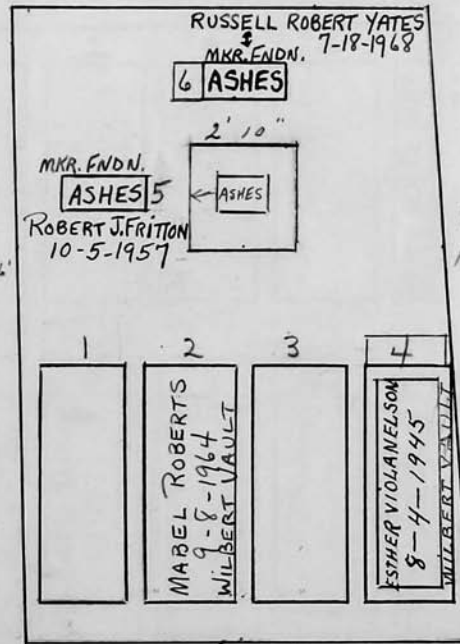 RUSSELL ROBERT YATES
7-18-1968
MKR. FNDN.
6 ASHES
2' 10"
MKR. FNDN.
ASHES 5
ASHES
ROBERT J. FRITTON
10-5-1957
6'
1 2 3 4
MABEL ROBERTS
9-8-1964
WILBERT VAULT
ESTHER VIOLA NELSON
8-4-1945
WILBERT VAULT